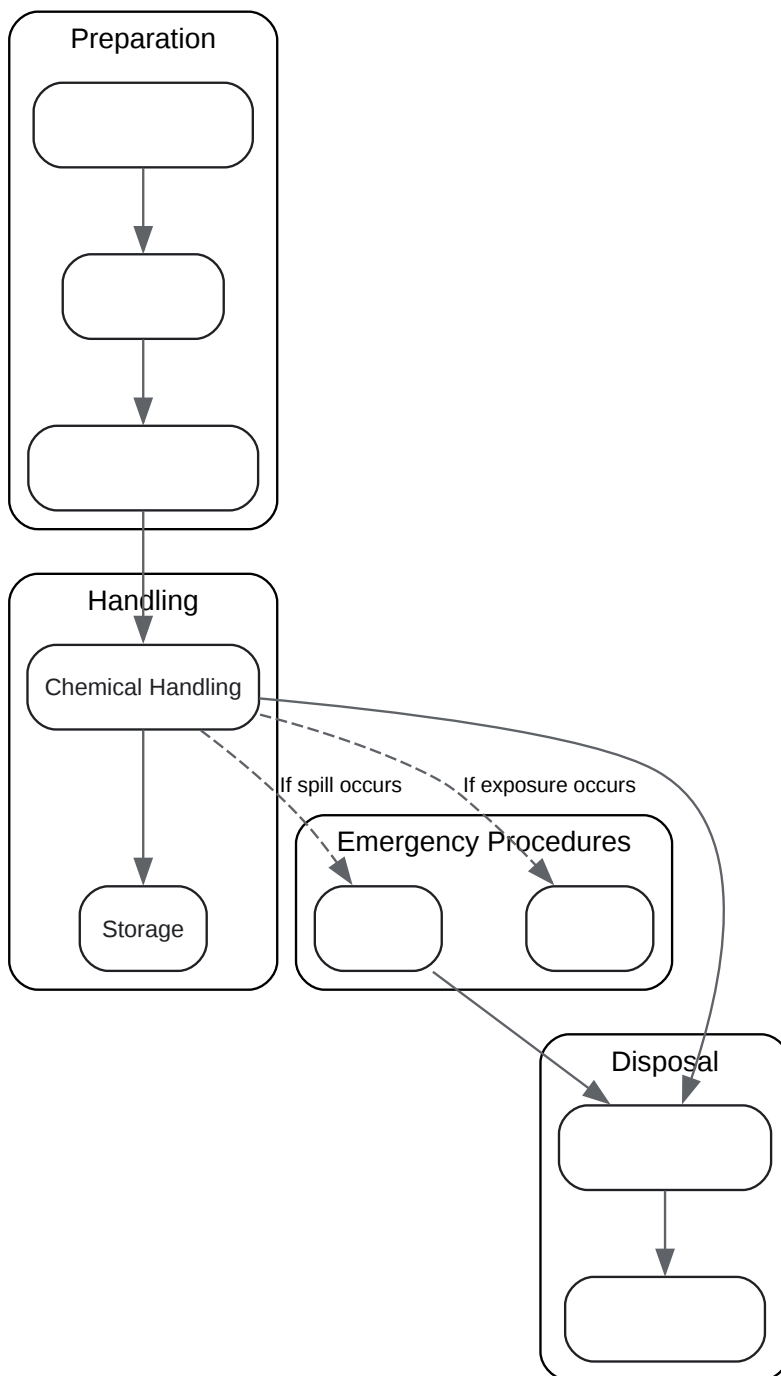 Preparation
Handling
Chemical Handling
If spill occurs
If exposure occurs
Emergency Procedures
Storage
Disposal